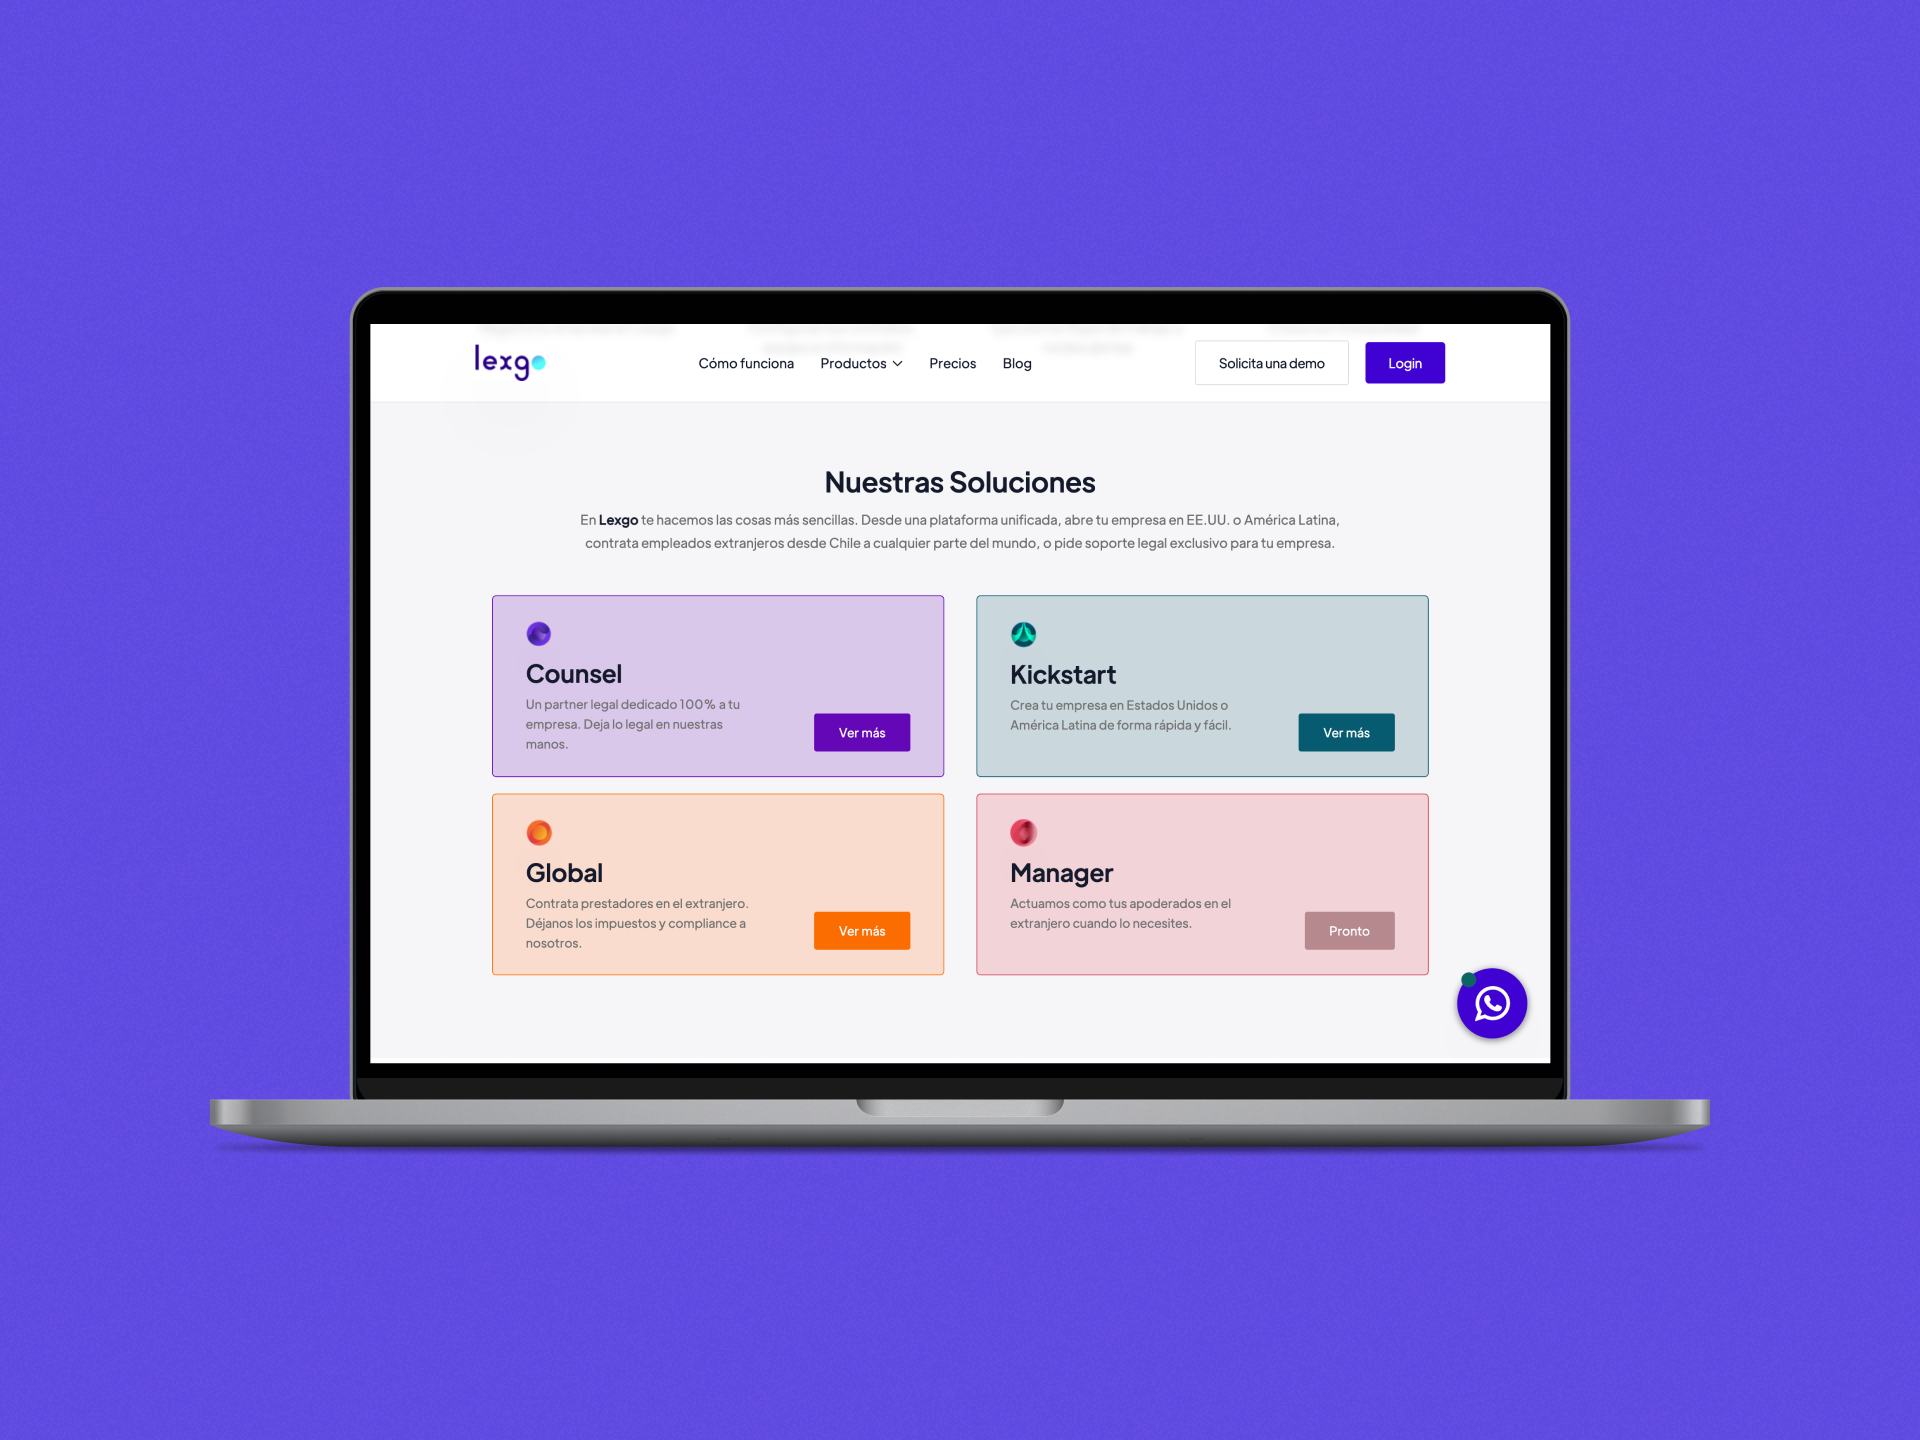 lexgo
Cómo funciona
Productos
Precios
Blog
Solicita una demo
Login
Nuestras Soluciones
En Lexgo te hacemos las cosas más sencillas. Desde una plataforma unificada, abre tu empresa en EE.UU. o América Latina,
contrata empleados extranjeros desde Chile a cualquier parte del mundo, o pide soporte legal exclusivo para tu empresa.
Counsel
Un partner legal dedicado 100% a tu
empresa. Deja lo legal en nuestras
manos.
Ver más
Kickstart
Crea tu empresa en Estados Unidos o
América Latina de forma rápida y fácil.
Ver más
Global
Contrata prestadores en el extranjero.
Déjanos los impuestos y compliance a
nosotros.
Ver más
Manager
Actuamos como tus apoderados en el
extranjero cuando lo necesites.
Pronto